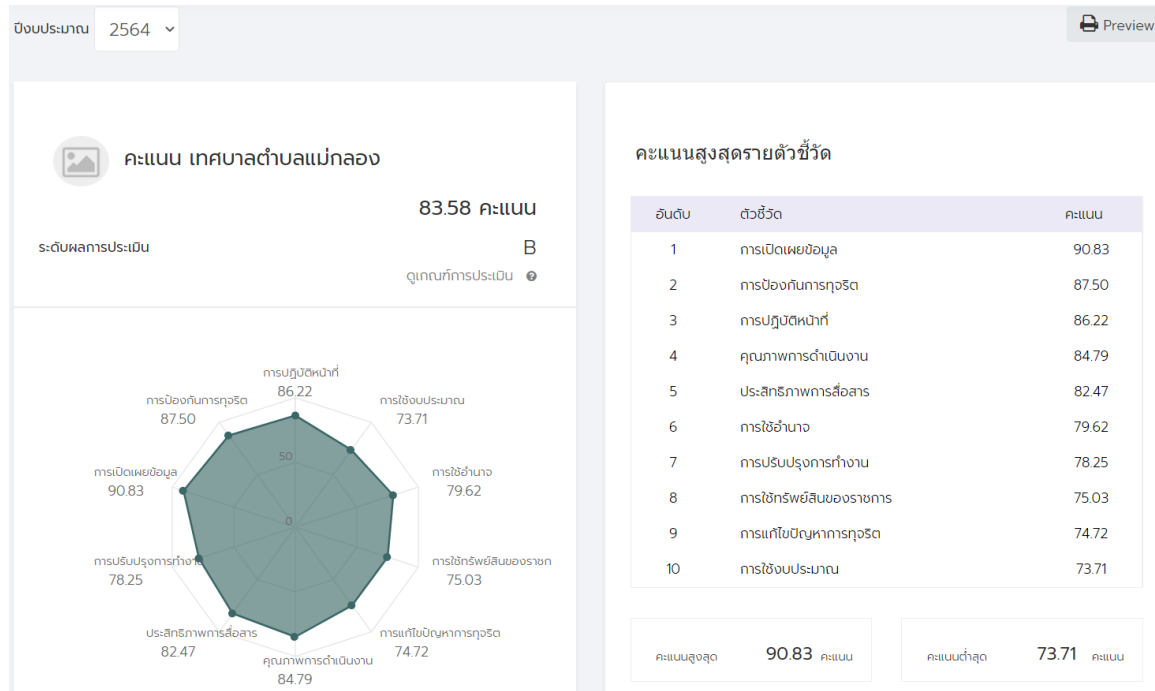 ปีงบประมาณ 2564
Preview
คะแนน เทศบาลตำบลแม่กลอง
83.58 คะแนน
ระดับผลการประเมิน B
ดูเกณฑ์การประเมิน
การปฏิบัติหน้าที่
86.22
การป้องกันการทุจริต
87.50
การใช้งบประมาณ
73.71
50
การเปิดเผยข้อมูล
90.83
การใช้อำนาจ
79.62
0
การปรับปรุงการทำงาน
78.25
การใช้ทรัพย์สินของราชก
75.03
ประสิทธิภาพการสื่อสาร
82.47
การแก้ไขปัญหาการทุจริต
74.72
คุณภาพการดำเนินงาน
84.79
คะแนนสูงสุดรายตัวชี้วัด
อันดับ ตัวชี้วัด คะแนน
1 การเปิดเผยข้อมูล 90.83
2 การป้องกันการทุจริต 87.50
3 การปฏิบัติหน้าที่ 86.22
4 คุณภาพการดำเนินงาน 84.79
5 ประสิทธิภาพการสื่อสาร 82.47
6 การใช้อำนาจ 79.62
7 การปรับปรุงการทำงาน 78.25
8 การใช้ทรัพย์สินของราชการ 75.03
9 การแก้ไขปัญหาการทุจริต 74.72
10 การใช้งบประมาณ 73.71
คะแนนสูงสุด 90.83 คะแนน
คะแนนต่ำสุด 73.71 คะแนน